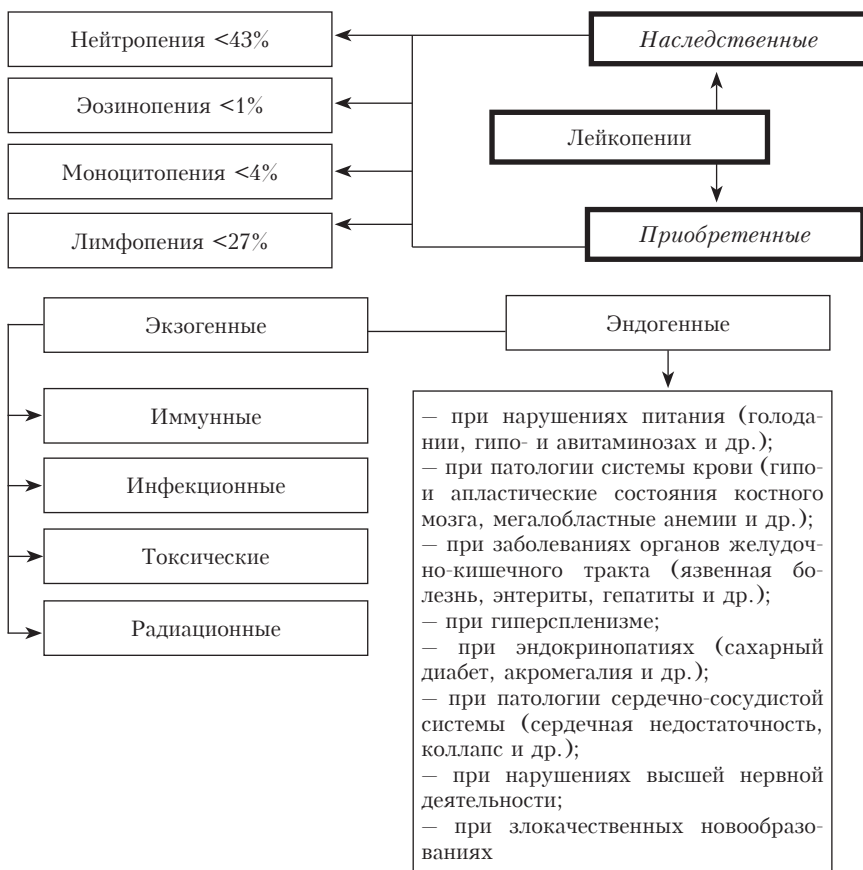 Нейтропения <43%
Эозинопения <1%
Моноцитопения <4%
Лимфопения <27%
Наследственные
Лейкопении
Приобретенные
Экзогенные
Эндогенные
Иммунные
Инфекционные
Токсические
Радиационные
— при нарушениях питания (голода-
нии, гипо- и авитаминозах и др.);
— при патологии системы крови (гипо-
и апластические состояния костного
мозга, мегалобластные анемии и др.);
— при заболеваниях органов желудоч-
но-кишечного тракта (язвенная бо-
лезнь, энтериты, гепатиты и др.);
— при гиперспленизме;
— при эндокринопатиях (сахарный
диабет, акромегалия и др.);
— при патологии сердечно-сосудистой
системы (сердечная недостаточность,
коллапс и др.);
— при нарушениях высшей нервной
деятельности;
— при злокачественных новообразо-
ваниях